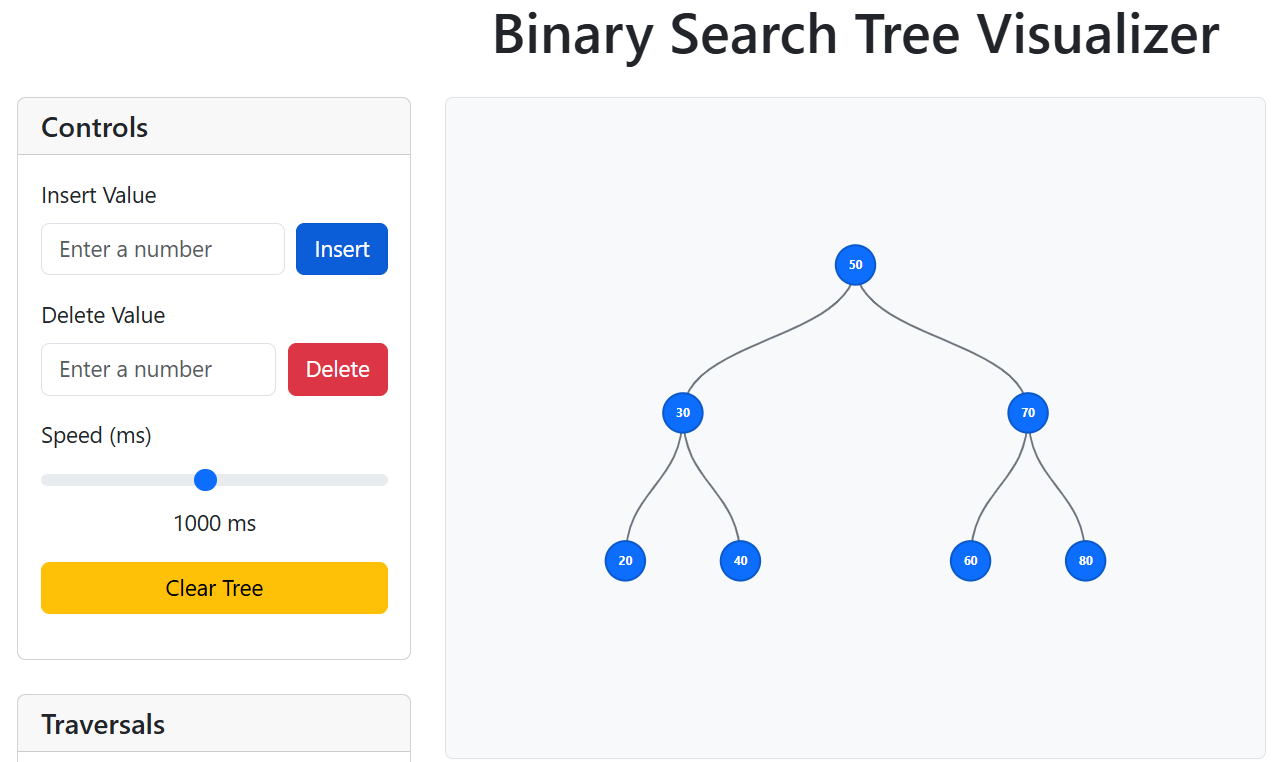 Binary Search Tree Visualizer
Controls
Insert Value
Enter a number
Insert
Delete Value
Enter a number
Delete
Speed (ms)
1000 ms
Clear Tree
Traversals
50
30
70
20
40
60
80